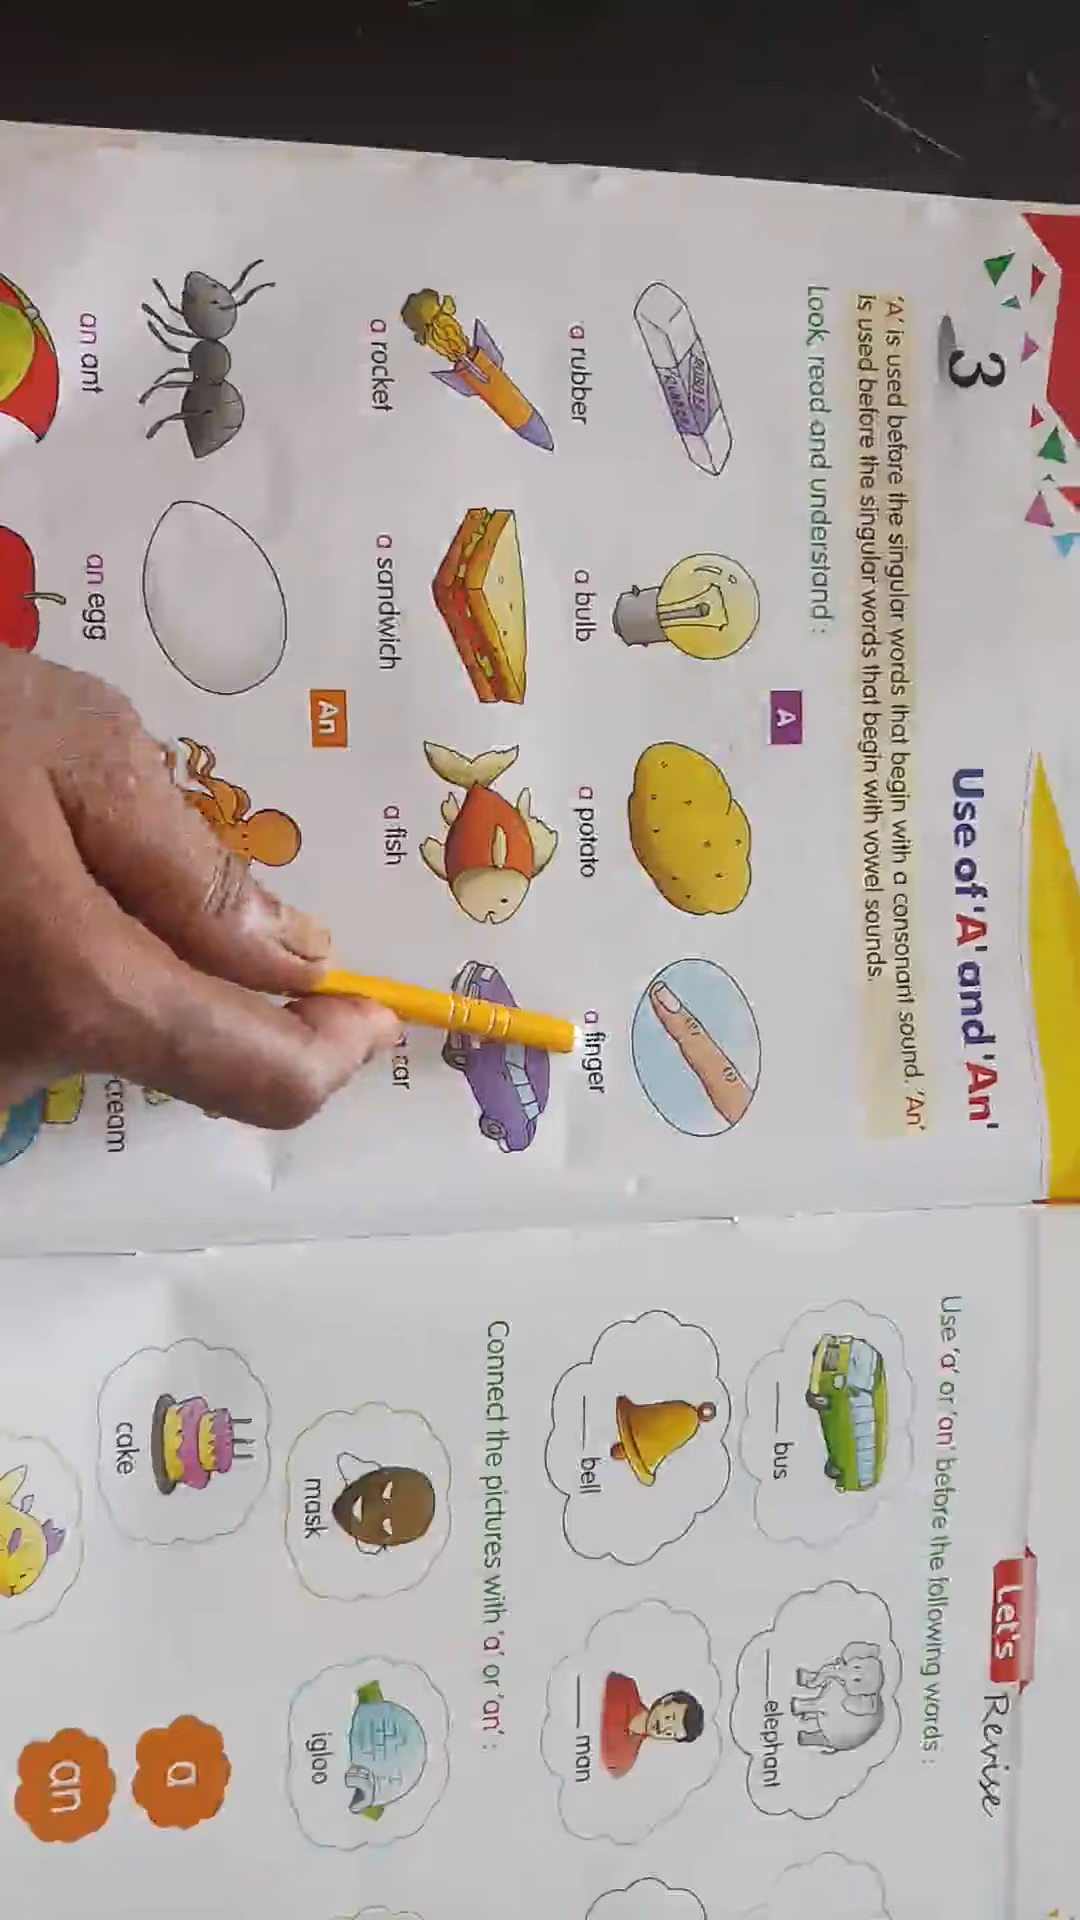 3
Use of 'A' and 'An'
'A' is used before the singular words that begin with a consonant sound. 'An'
is used before the singular words that begin with vowel sounds.
Look, read and understand :
A
RUBBER
RUBBER
a rubber
a bulb
a potato
a finger
a rocket
a sandwich
a fish
car
An
an ant
an egg
cream
Let's Revise
Use 'a' or 'an' before the following words :
____ bus
____ elephant
____ bell
____ man
Connect the pictures with 'a' or 'an' :
mask
igloo
cake
a
an